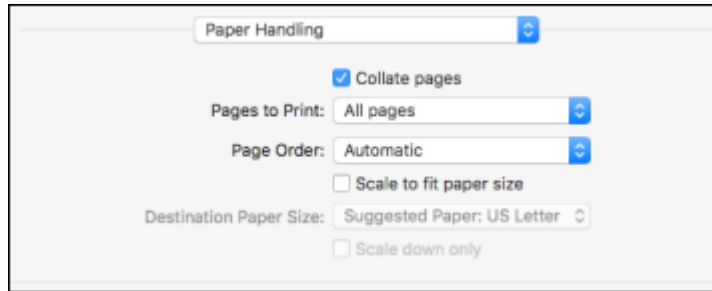 Paper Handling
Collate pages
Pages to Print: All pages
Page Order: Automatic
Scale to fit paper size
Destination Paper Size: Suggested Paper: US Letter
Scale down only